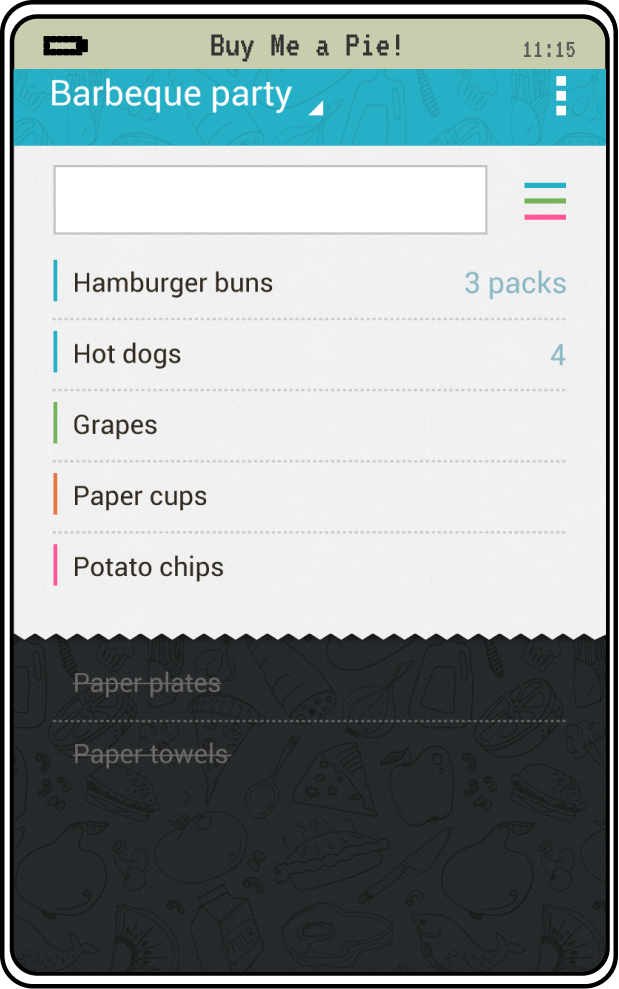 Buy Me a Pie!
11:15
Barbeque party
Hamburger buns 3 packs
Hot dogs 4
Grapes
Paper cups
Potato chips
Paper plates
Paper towels
MILK